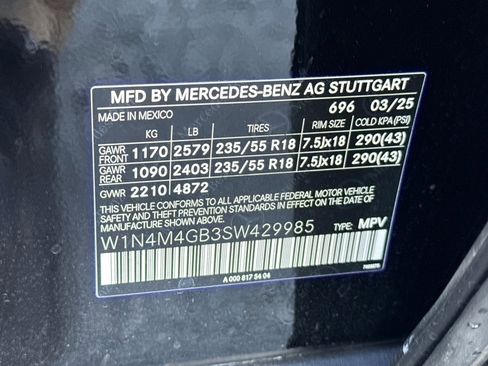 MFD BY MERCEDES-BENZ AG STUTTGART
MADE IN MEXICO 696 03/25
KG LB TIRES RIM SIZE COLD KPA(PSI)
GAWR FRONT 1170 2579 235/55 R18 7.5Jx18 290(43)
GAWR REAR 1090 2403 235/55 R18 7.5Jx18 290(43)
GVWR 2210 4872
THIS VEHICLE CONFORMS TO ALL APPLICABLE FEDERAL MOTOR VEHICLE
SAFETY AND THEFT PREVENTION STANDARDS IN EFFECT ON THE DATE OF
MANUFACTURE SHOWN ABOVE.
W1N4M4GB3SW429985 TYPE: MPV
A 000 817 54 04